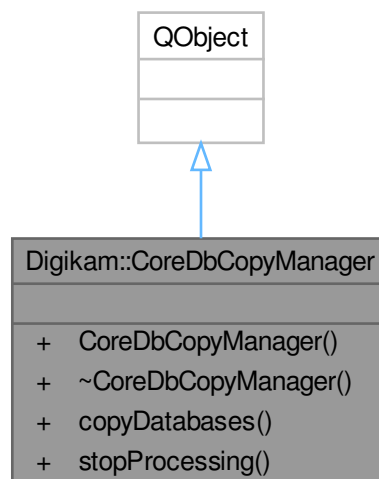 QObject
Digikam::CoreDbCopyManager
+ CoreDbCopyManager()
+ ~CoreDbCopyManager()
+ copyDatabases()
+ stopProcessing()